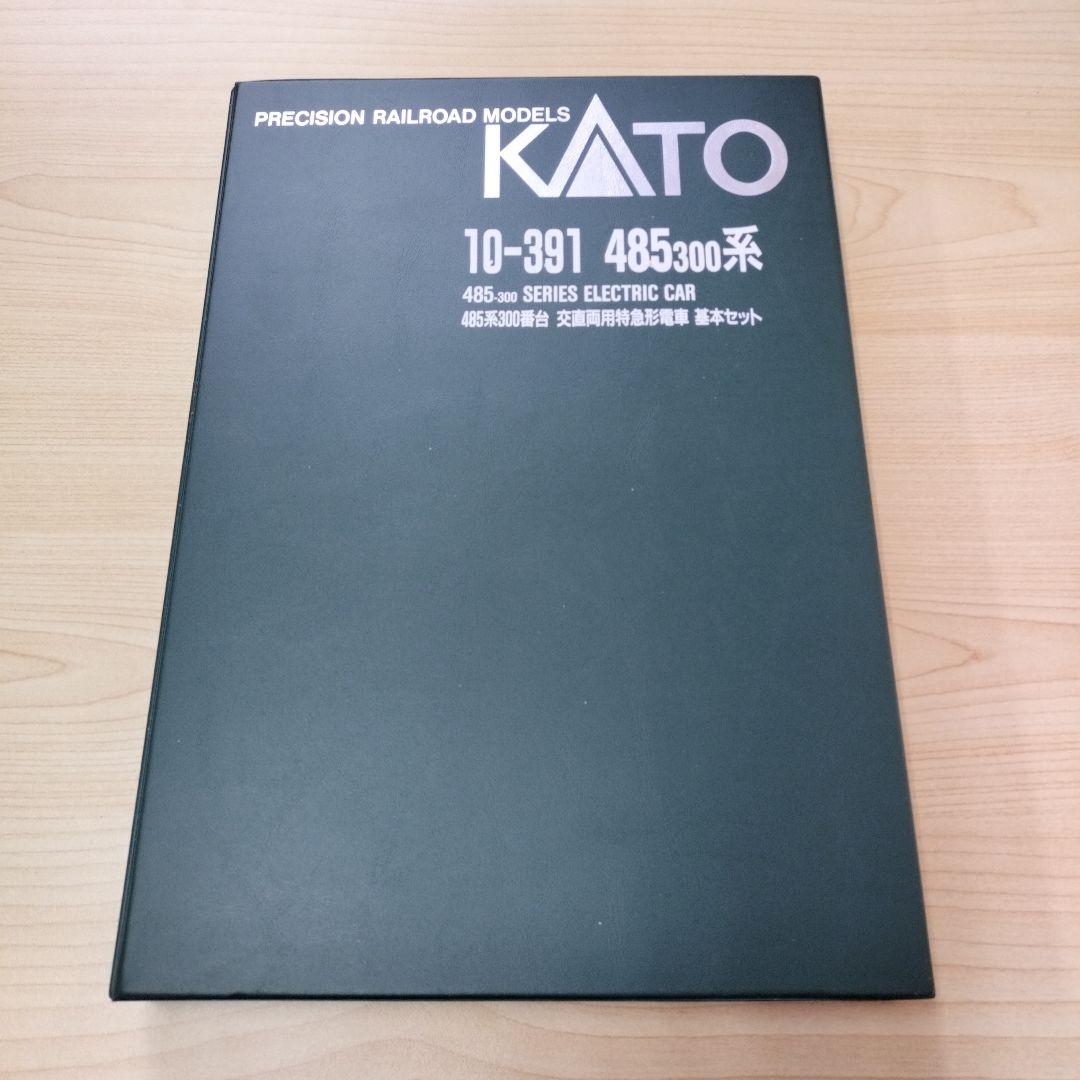 PRECISION RAILROAD MODELS
KATO
10-391 485300系
485-300 SERIES ELECTRIC CAR
485系300番台 交直両用特急形電車 基本セット